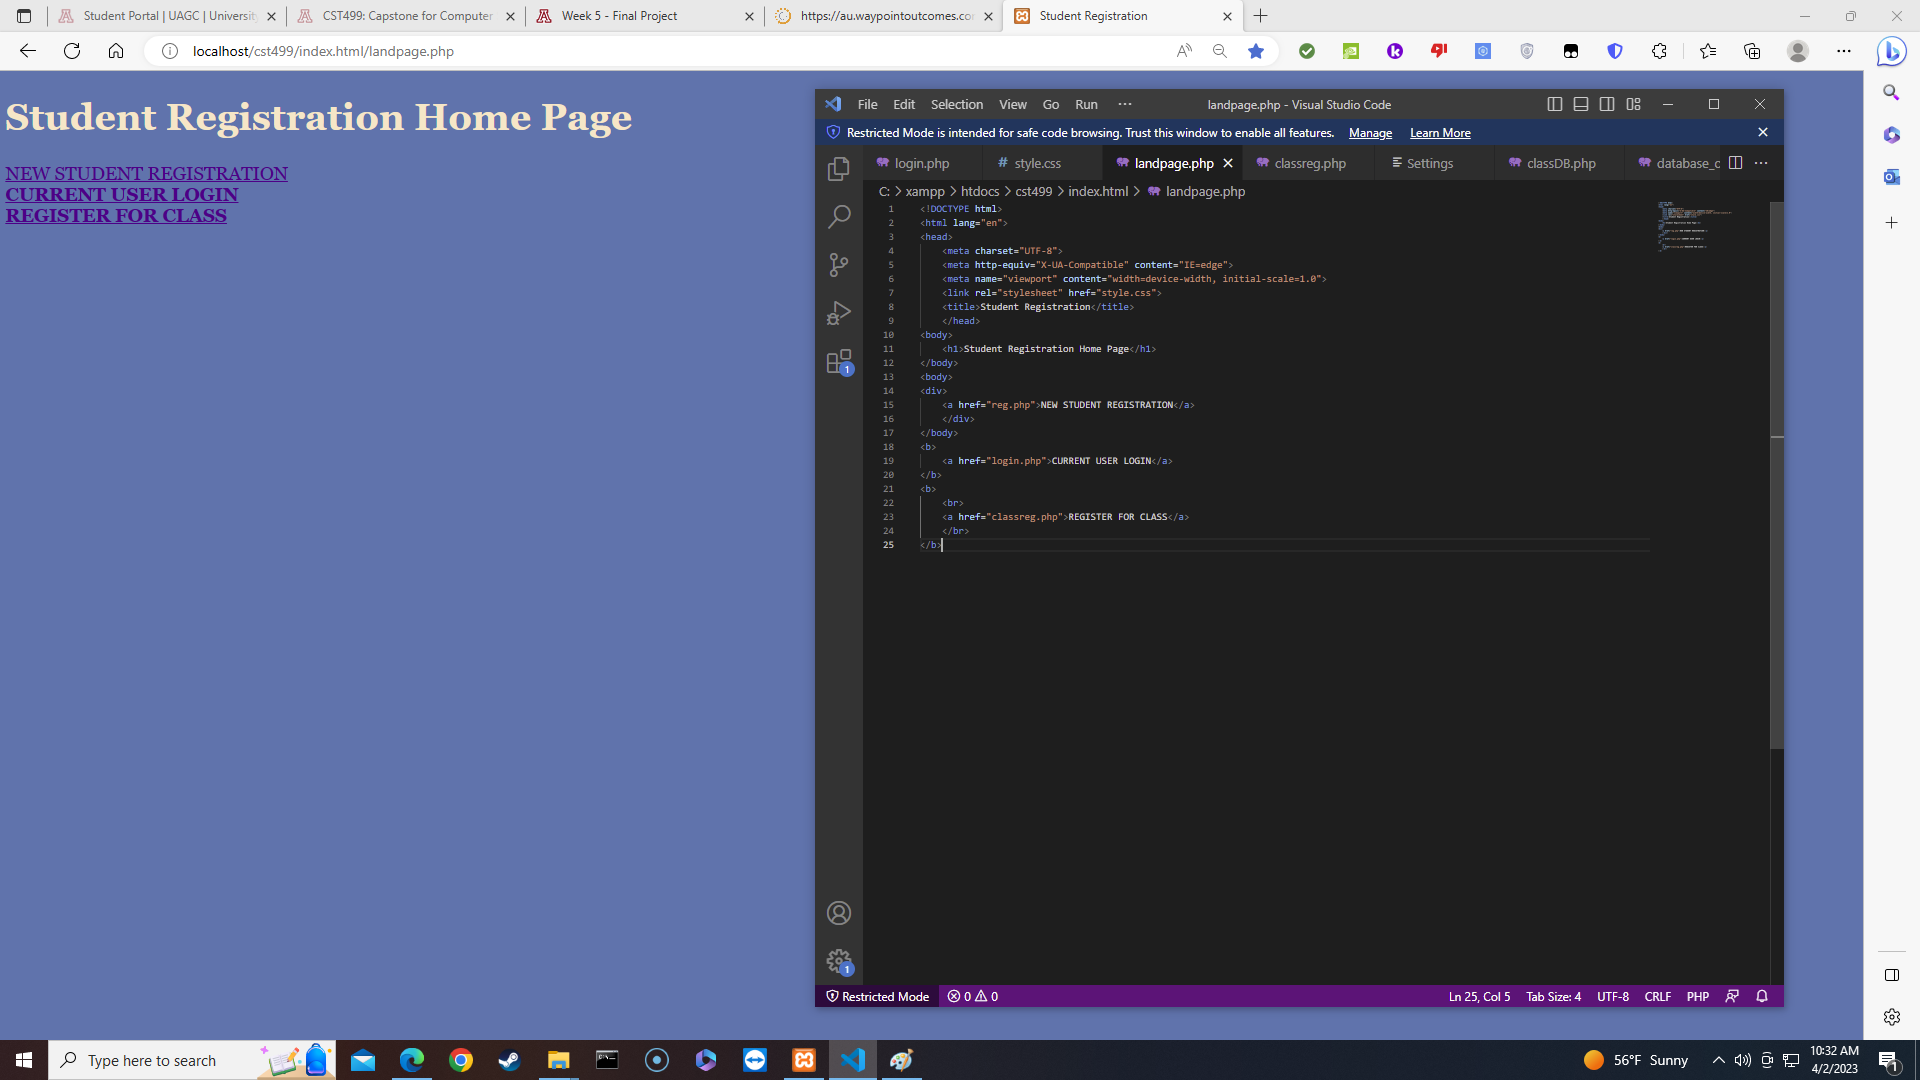 Student Portal | UAGC | University
CST499: Capstone for Computer
Week 5 - Final Project
https://au.waypointoutcomes.com
Student Registration
localhost/cst499/index.html/landpage.php
Student Registration Home Page
NEW STUDENT REGISTRATION
CURRENT USER LOGIN
REGISTER FOR CLASS
File Edit Selection View Go Run ··· landpage.php - Visual Studio Code
Restricted Mode is intended for safe code browsing. Trust this window to enable all features. Manage Learn More
login.php # style.css landpage.php classreg.php Settings classDB.php database_c
C: > xampp > htdocs > cst499 > index.html > landpage.php
1 <!DOCTYPE html>
2 <html lang="en">
3 <head>
4 <meta charset="UTF-8">
5 <meta http-equiv="X-UA-Compatible" content="IE=edge">
6 <meta name="viewport" content="width=device-width, initial-scale=1.0">
7 <link rel="stylesheet" href="style.css">
8 <title>Student Registration</title>
9 </head>
10 <body>
11 <h1>Student Registration Home Page</h1>
12 </body>
13 <body>
14 <div>
15 <a href="reg.php">NEW STUDENT REGISTRATION</a>
16 </div>
17 </body>
18 <b>
19 <a href="login.php">CURRENT USER LOGIN</a>
20 </b>
21 <b>
22 <br>
23 <a href="classreg.php">REGISTER FOR CLASS</a>
24 </br>
25 </b>
1
1
Restricted Mode 0 0 Ln 25, Col 5 Tab Size: 4 UTF-8 CRLF PHP
Type here to search
56°F Sunny
10:32 AM
4/2/2023
1